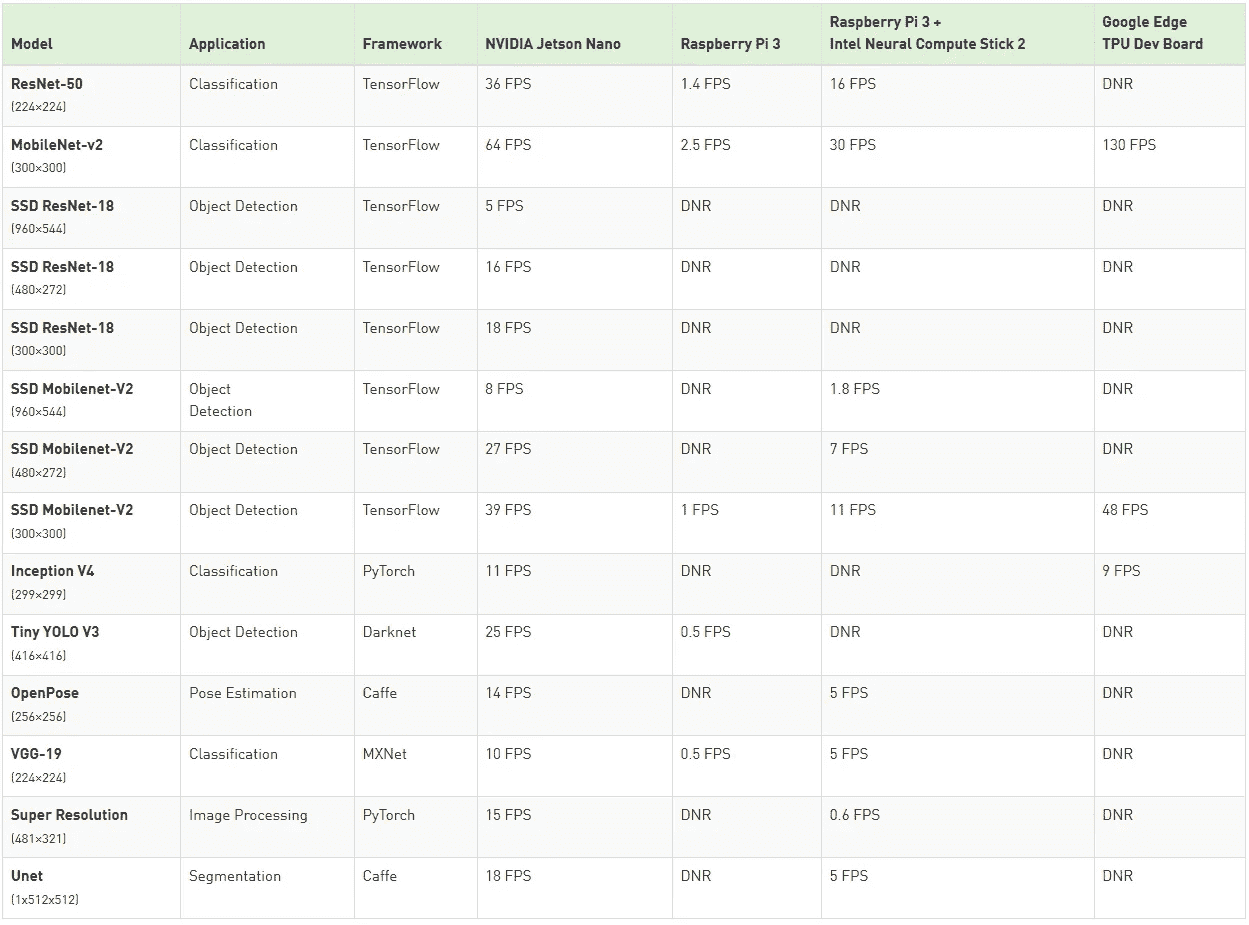 Model Application Framework NVIDIA Jetson Nano Raspberry Pi 3 Raspberry Pi 3 + Intel Neural Compute Stick 2 Google Edge TPU Dev Board
ResNet-50 Classification TensorFlow 36 FPS 1.4 FPS 16 FPS DNR
(224×224)
MobileNet-v2 Classification TensorFlow 64 FPS 2.5 FPS 30 FPS 130 FPS
(300×300)
SSD ResNet-18 Object Detection TensorFlow 5 FPS DNR DNR DNR
(960×544)
SSD ResNet-18 Object Detection TensorFlow 16 FPS DNR DNR DNR
(480×272)
SSD ResNet-18 Object Detection TensorFlow 18 FPS DNR DNR DNR
(300×300)
SSD Mobilenet-V2 Object TensorFlow 8 FPS DNR 1.8 FPS DNR
(960×544) Detection
SSD Mobilenet-V2 Object Detection TensorFlow 27 FPS DNR 7 FPS DNR
(480×272)
SSD Mobilenet-V2 Object Detection TensorFlow 39 FPS 1 FPS 11 FPS 48 FPS
(300×300)
Inception V4 Classification PyTorch 11 FPS DNR DNR 9 FPS
(299×299)
Tiny YOLO V3 Object Detection Darknet 25 FPS 0.5 FPS DNR DNR
(416×416)
OpenPose Pose Estimation Caffe 14 FPS DNR 5 FPS DNR
(256×256)
VGG-19 Classification MXNet 10 FPS 0.5 FPS 5 FPS DNR
(224×224)
Super Resolution Image Processing PyTorch 15 FPS DNR 0.6 FPS DNR
(481×321)
Unet Segmentation Caffe 18 FPS DNR 5 FPS DNR
(1x512x512)